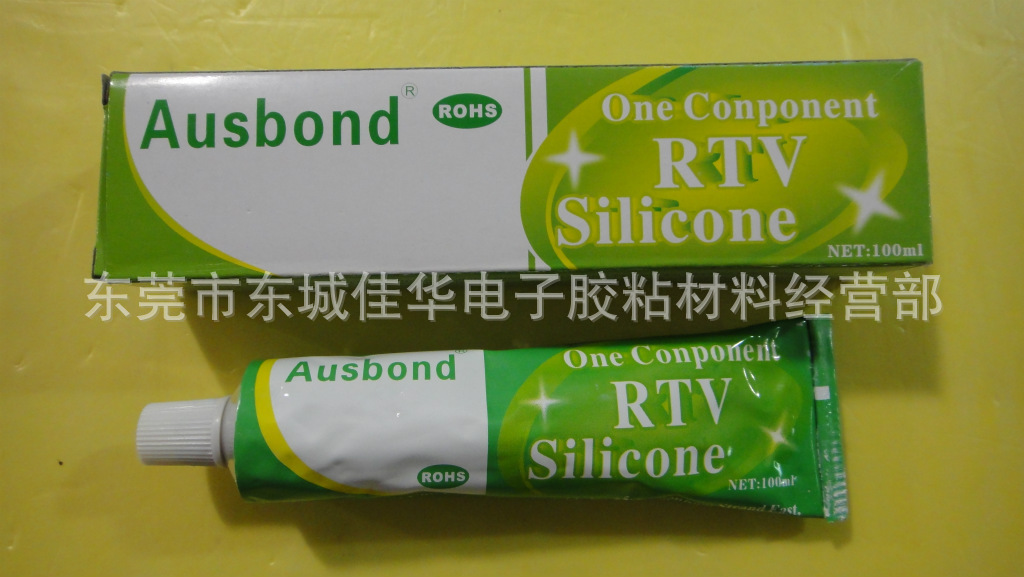 Ausbond®
ROHS
One Conponent
RTV
Silicone
NET:100ml
东莞市东城佳华电子胶粘材料经营部
Ausbond®
ROHS
One Conponent
RTV
Silicone
NET:100ml